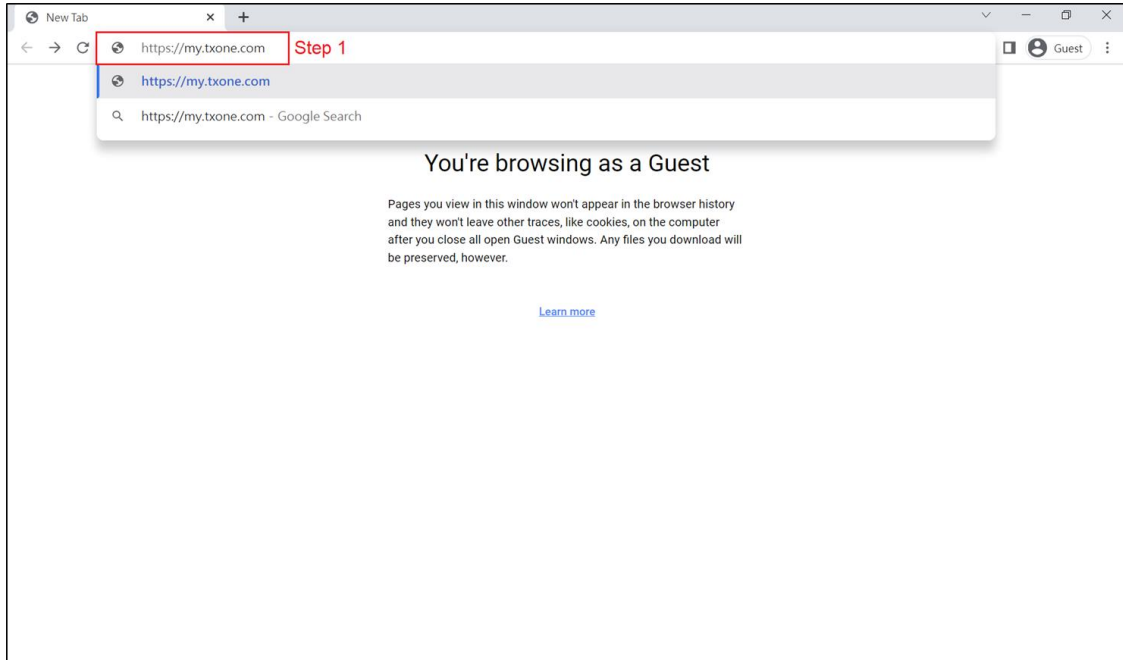 New Tab
https://my.txone.com Step 1 Guest
https://my.txone.com
https://my.txone.com - Google Search
You're browsing as a Guest
Pages you view in this window won't appear in the browser history
and they won't leave other traces, like cookies, on the computer
after you close all open Guest windows. Any files you download will
be preserved, however.
Learn more